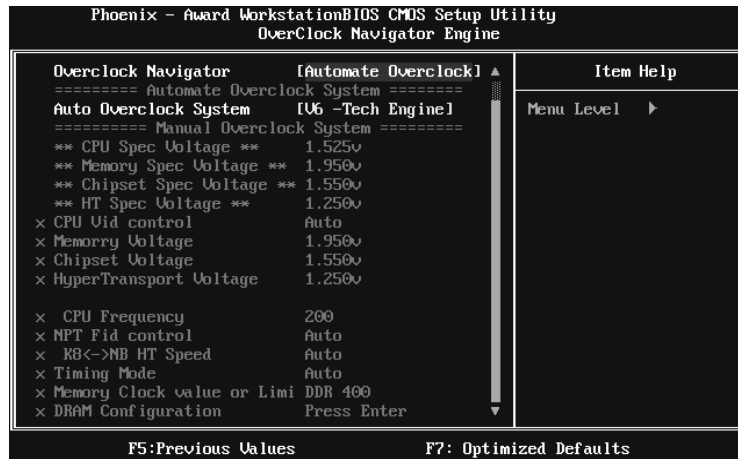 Phoenix - Award WorkstationBIOS CMOS Setup Utility
OverClock Navigator Engine
Overclock Navigator [Automate Overclock]
========= Automate Overclock System ========
Auto Overclock System [V6 -Tech Engine]
========== Manual Overclock System =========
** CPU Spec Voltage ** 1.525v
** Memory Spec Voltage ** 1.950v
** Chipset Spec Voltage ** 1.550v
** HT Spec Voltage ** 1.250v
x CPU Vid control Auto
x Memorry Voltage 1.950v
x Chipset Voltage 1.550v
x HyperTransport Voltage 1.250v
x CPU Frequency 200
x NPT Fid control Auto
x K8<->NB HT Speed Auto
x Timing Mode Auto
x Memory Clock value or Limi DDR 400
x DRAM Configuration Press Enter
Item Help
Menu Level
F5:Previous Values F7: Optimized Defaults